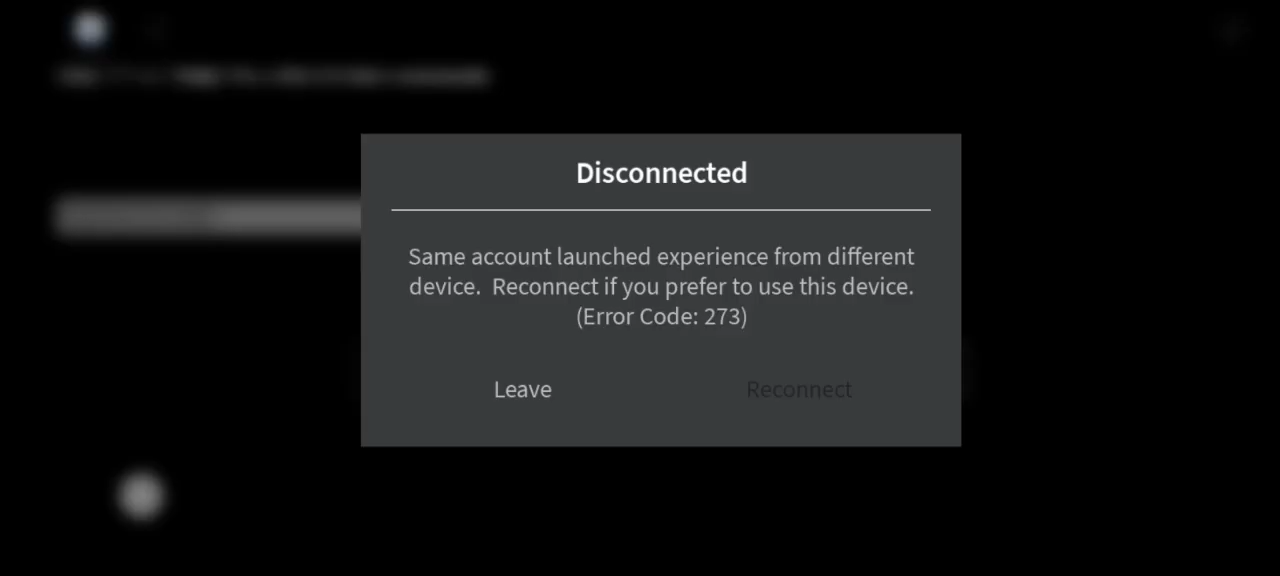 Disconnected
Same account launched experience from different
device.  Reconnect if you prefer to use this device.
(Error Code: 273)
Leave
Reconnect